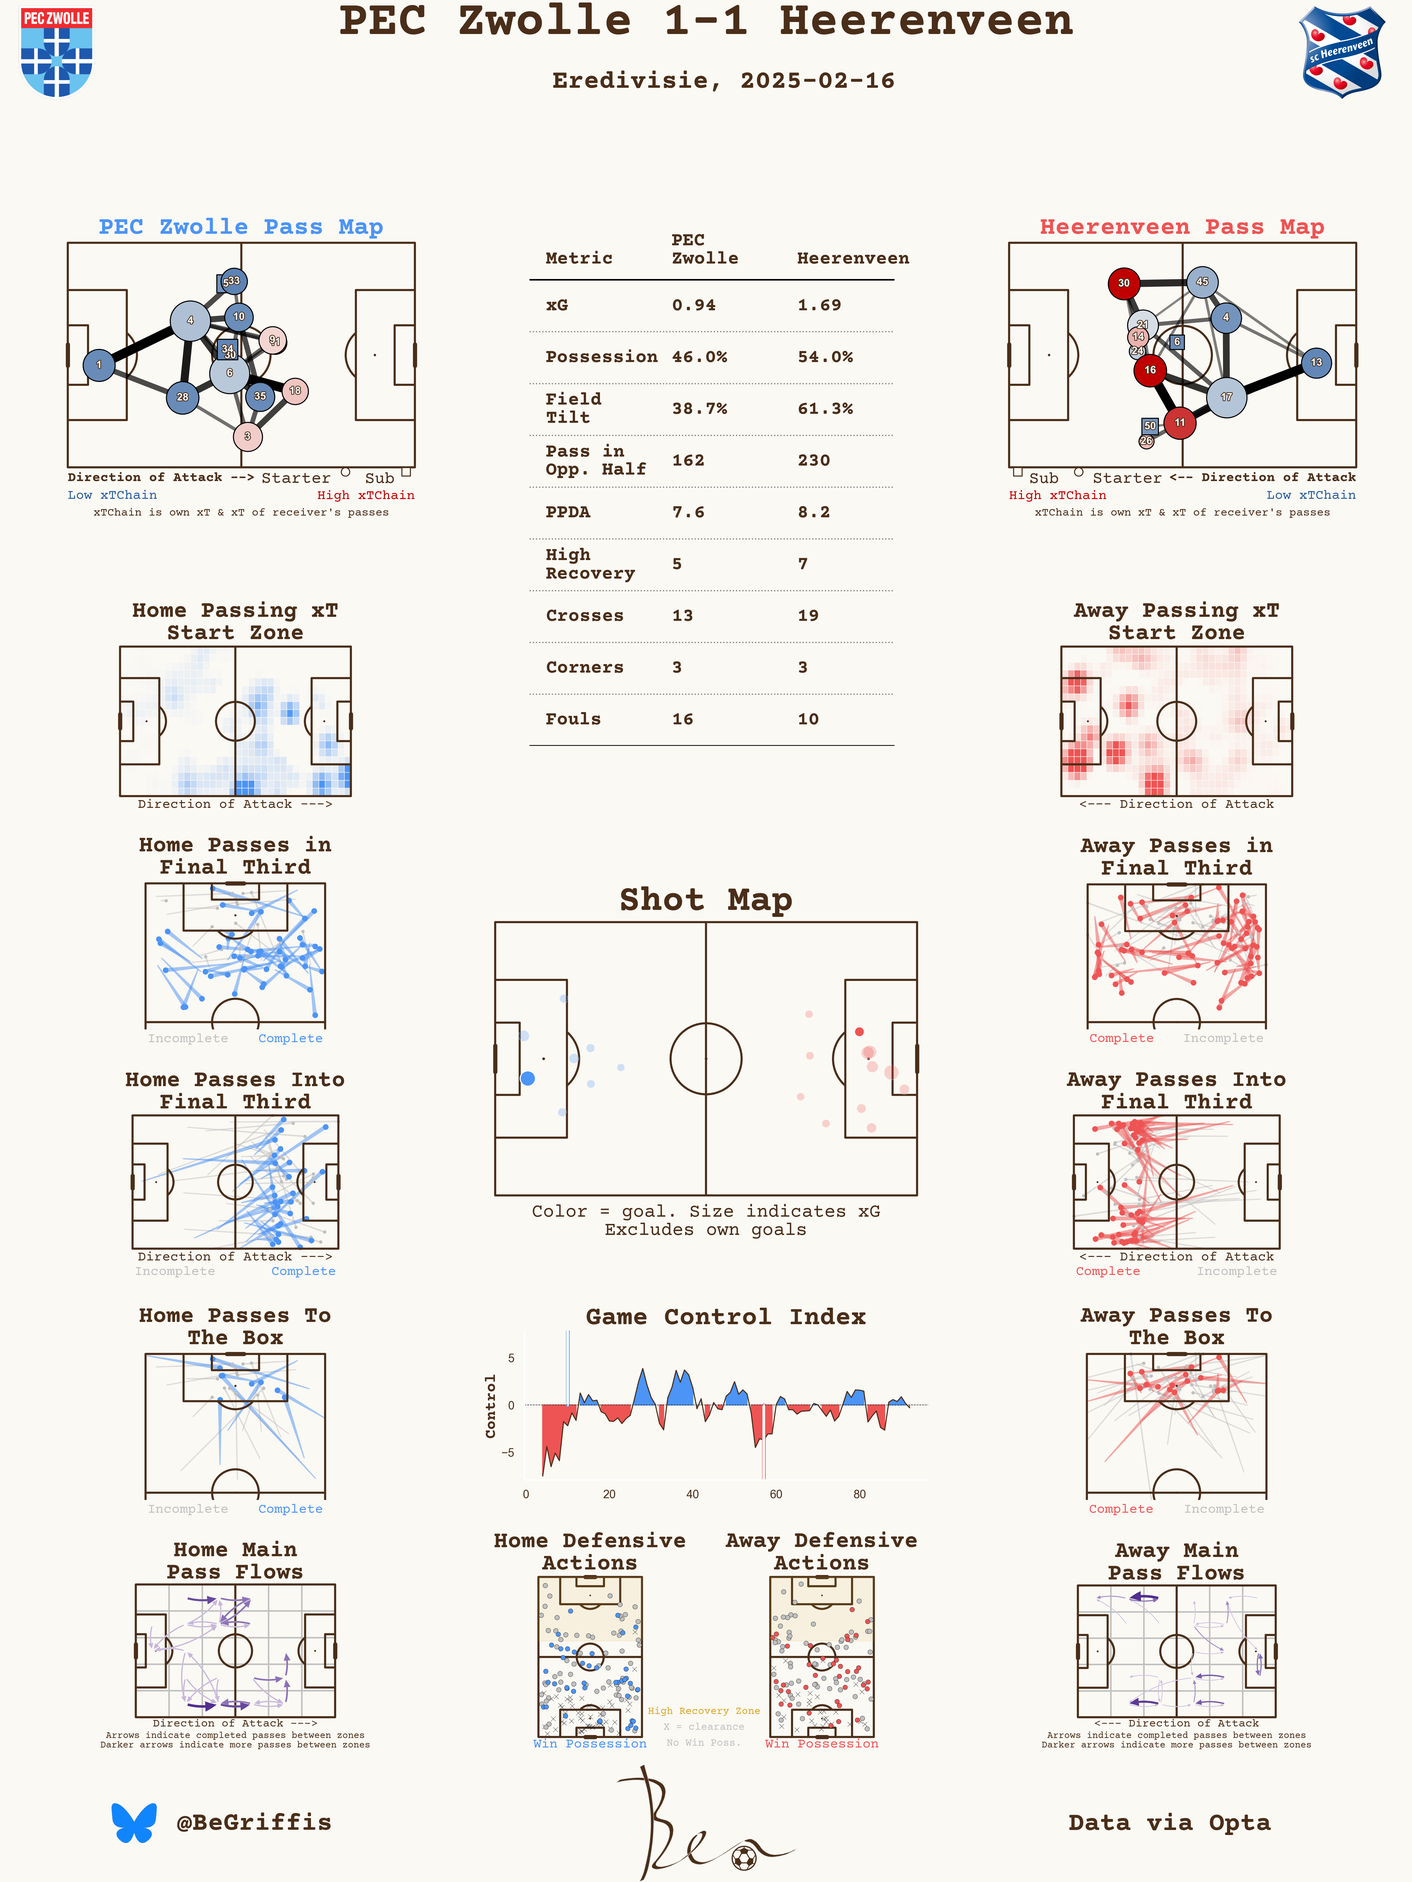 PEC Zwolle 1-1 Heerenveen
Eredivisie, 2025-02-16
PEC ZWOLLE
sc Heerenveen
PEC Zwolle Pass Map
33
10
4
9
34
30
1
6
28
35
18
3
Direction of Attack --> Starter Sub
Low xTChain High xTChain
xTChain is own xT & xT of receiver's passes
Metric PEC Zwolle Heerenveen
xG 0.94 1.69
Possession 46.0% 54.0%
Field Tilt 38.7% 61.3%
Pass in Opp. Half 162 230
PPDA 7.6 8.2
High Recovery 5 7
Crosses 13 19
Corners 3 3
Fouls 16 10
Heerenveen Pass Map
30
45
21
4
14
24
6
13
16
17
50
11
26
Sub Starter <-- Direction of Attack
High xTChain Low xTChain
xTChain is own xT & xT of receiver's passes
Home Passing xT
Start Zone
Direction of Attack --->
Away Passing xT
Start Zone
<--- Direction of Attack
Home Passes in
Final Third
Incomplete Complete
Away Passes in
Final Third
Complete Incomplete
Shot Map
Color = goal. Size indicates xG
Excludes own goals
Home Passes Into
Final Third
Direction of Attack --->
Incomplete Complete
Away Passes Into
Final Third
<--- Direction of Attack
Complete Incomplete
Home Passes To
The Box
Incomplete Complete
Game Control Index
Control
5
0
−5
0 20 40 60 80
Away Passes To
The Box
Complete Incomplete
Home Main
Pass Flows
Direction of Attack --->
Arrows indicate completed passes between zones
Darker arrows indicate more passes between zones
Home Defensive
Actions
Win Possession
High Recovery Zone
X = clearance
No Win Poss.
Away Defensive
Actions
Win Possession
Away Main
Pass Flows
<--- Direction of Attack
Arrows indicate completed passes between zones
Darker arrows indicate more passes between zones
@BeGriffis
Ben
Data via Opta